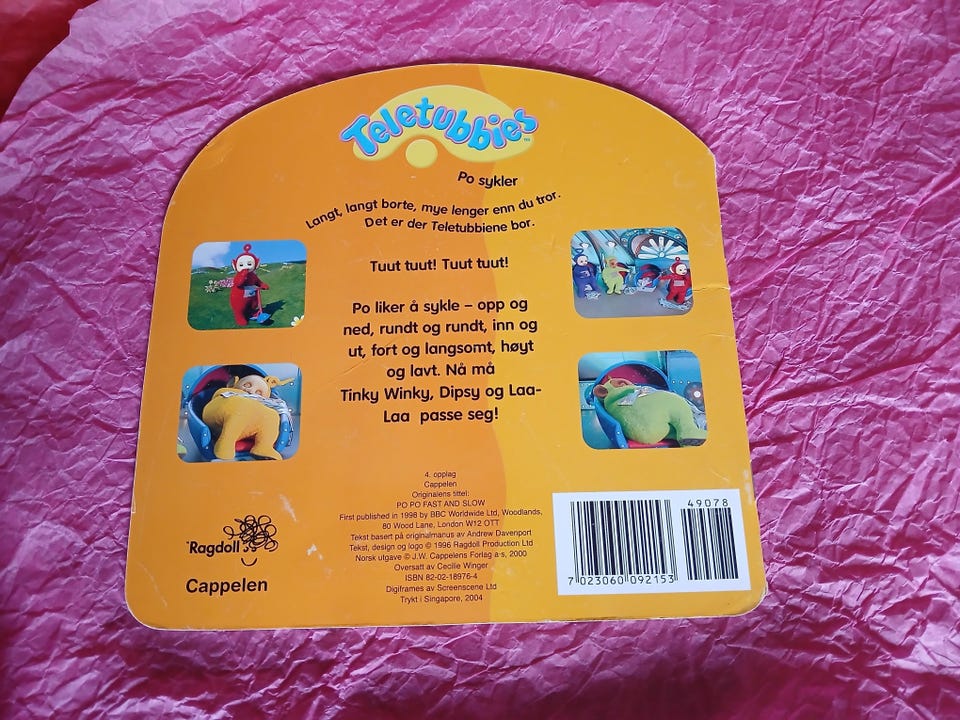 Teletubbies™
Po sykler
Langt, langt borte, mye lenger enn du tror.
Det er der Teletubbiene bor.
Tuut tuut! Tuut tuut!
Po liker å sykle – opp og
ned, rundt og rundt, inn og
ut, fort og langsomt, høyt
og lavt. Nå må
Tinky Winky, Dipsy og Laa-
Laa passe seg!
4. opplag
Cappelen
Originalens tittel:
PO PO FAST AND SLOW
First published in 1998 by BBC Worldwide Ltd, Woodlands,
80 Wood Lane, London W12 OTT
Tekst basert på originalmanus av Andrew Davenport
Tekst, design og logo © 1996 Ragdoll Production Ltd
Norsk utgave © J.W. Cappelens Forlag a·s, 2000
Oversatt av Cecilie Winger
ISBN 82-02-18976-4
Digiframes av Screenscene Ltd
Trykt i Singapore, 2004
™Ragdoll
Cappelen
49078
7 023060 092153